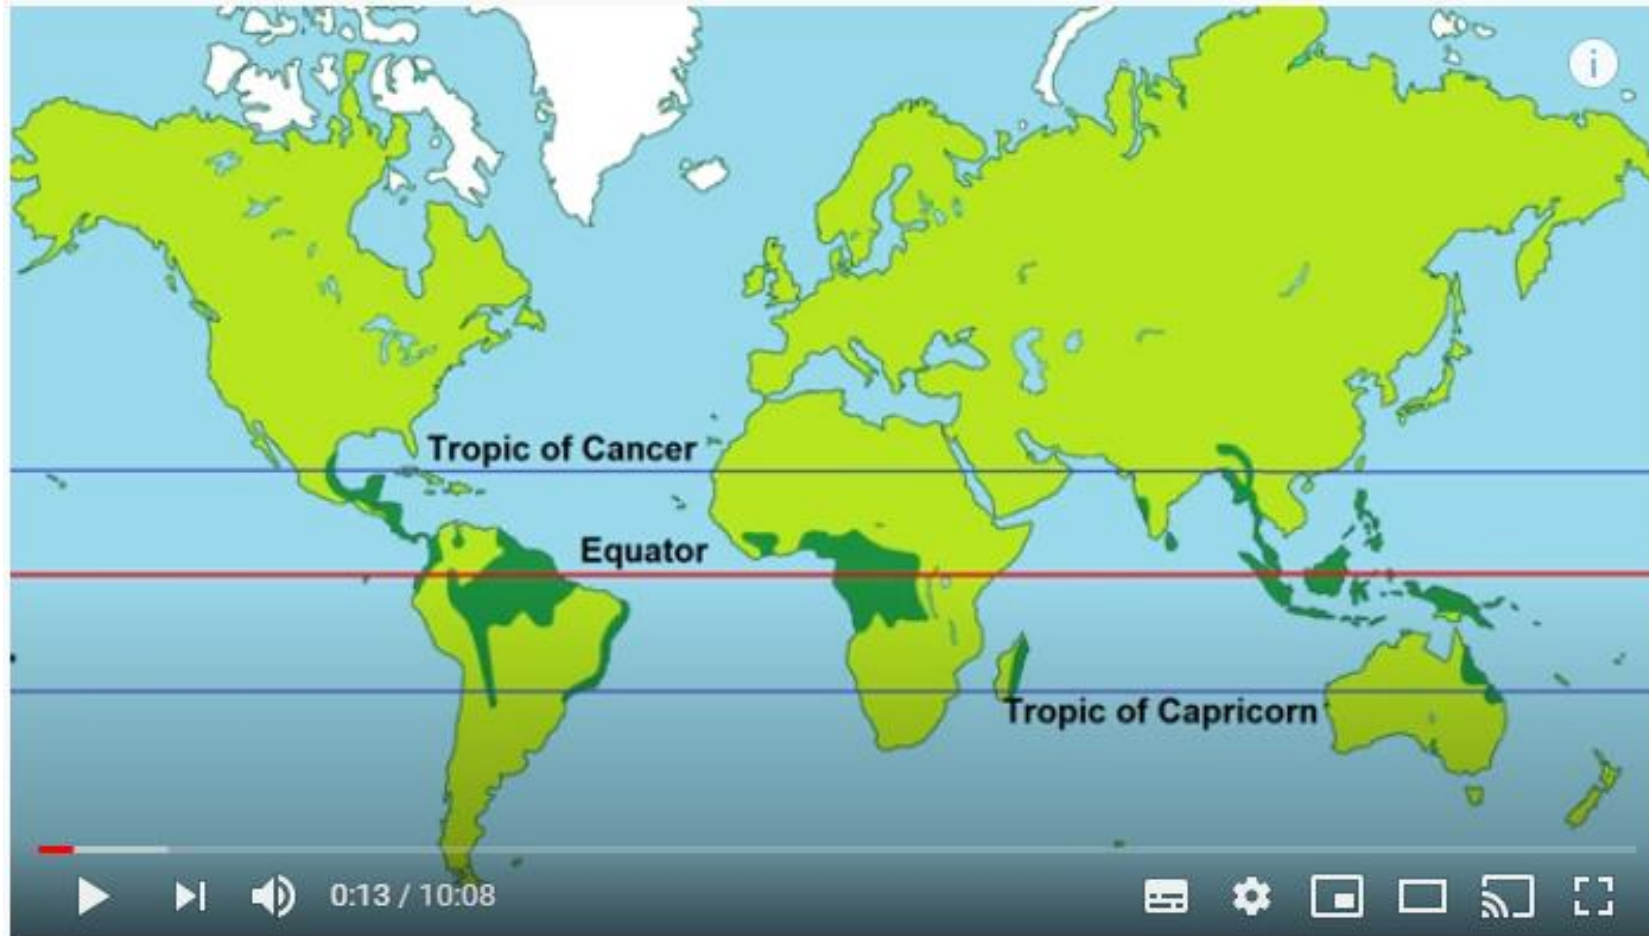 Tropic of Cancer
Equator
Tropic of Capricorn
0:13 / 10:08